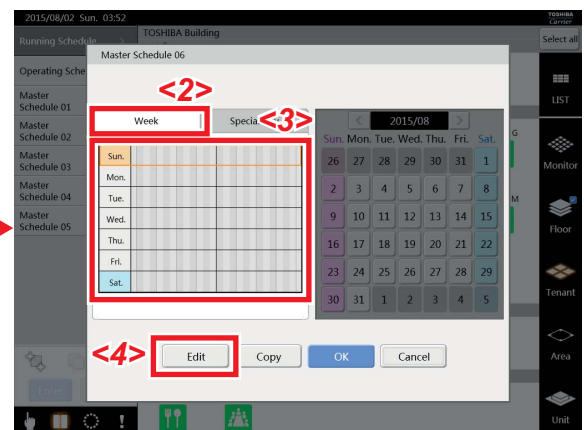 2015/08/02 Sun. 03:52
TOSHIBA
Carrier
Running Schedule >
TOSHIBA Building
Select all
Master Schedule 06
Operating Sche
<2>
LIST
Master
Schedule 01
Week
Specia
<3>
2015/08
Master
Schedule 02
Sun. Mon. Tue. Wed. Thu. Fri. Sat.
G
Master
Schedule 03
Sun.
Mon.
Tue.
Wed.
Thu.
Fri.
Sat.
26 27 28 29 30 31 1
2 3 4 5 6 7 8
9 10 11 12 13 14 15
16 17 18 19 20 21 22
23 24 25 26 27 28 29
30 31 1 2 3 4 5
Monitor
Master
Schedule 04
M
Master
Schedule 05
Floor
Tenant
<4>
Edit
Copy
OK
Cancel
Area
Enter
!
Unit